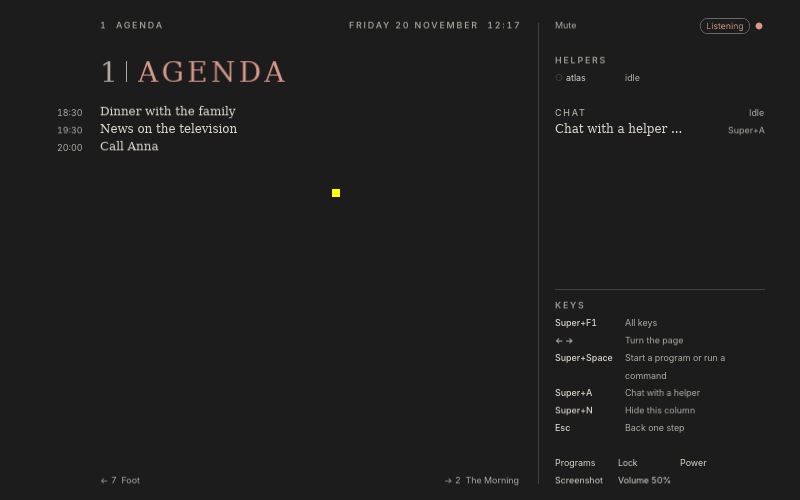 1 AGENDA
FRIDAY 20 NOVEMBER 12:17
1 AGENDA
18:30 Dinner with the family
19:30 News on the television
20:00 Call Anna
← 7 Foot
→ 2 The Morning
Mute Listening
HELPERS
atlas idle
CHAT Idle
Chat with a helper ... Super+A
KEYS
Super+F1 All keys
← → Turn the page
Super+Space Start a program or run a
command
Super+A Chat with a helper
Super+N Hide this column
Esc Back one step
Programs Lock Power
Screenshot Volume 50%